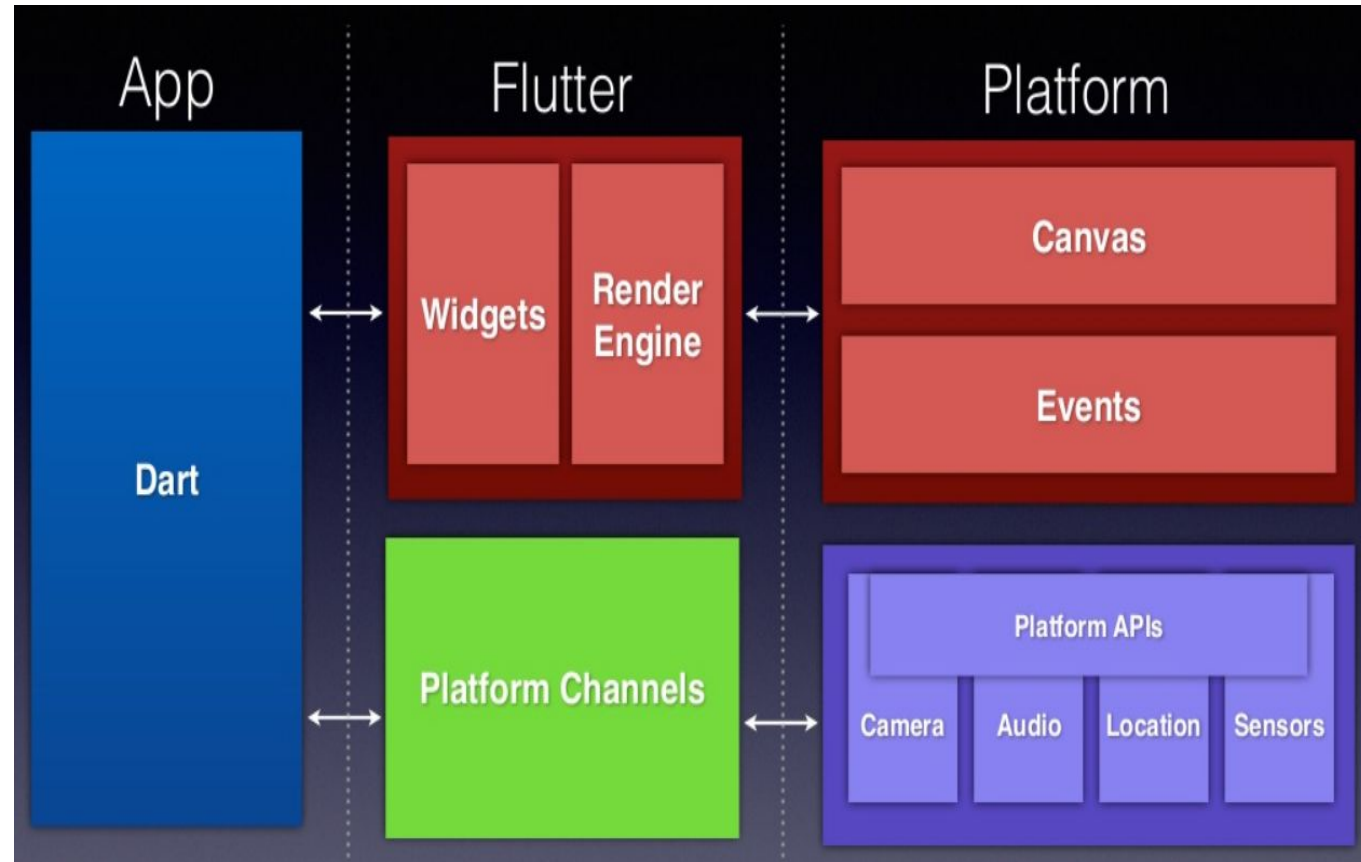 App
Flutter
Platform
Dart
Widgets
Render
Engine
Canvas
Events
Platform Channels
Platform APIs
Camera
Audio
Location
Sensors